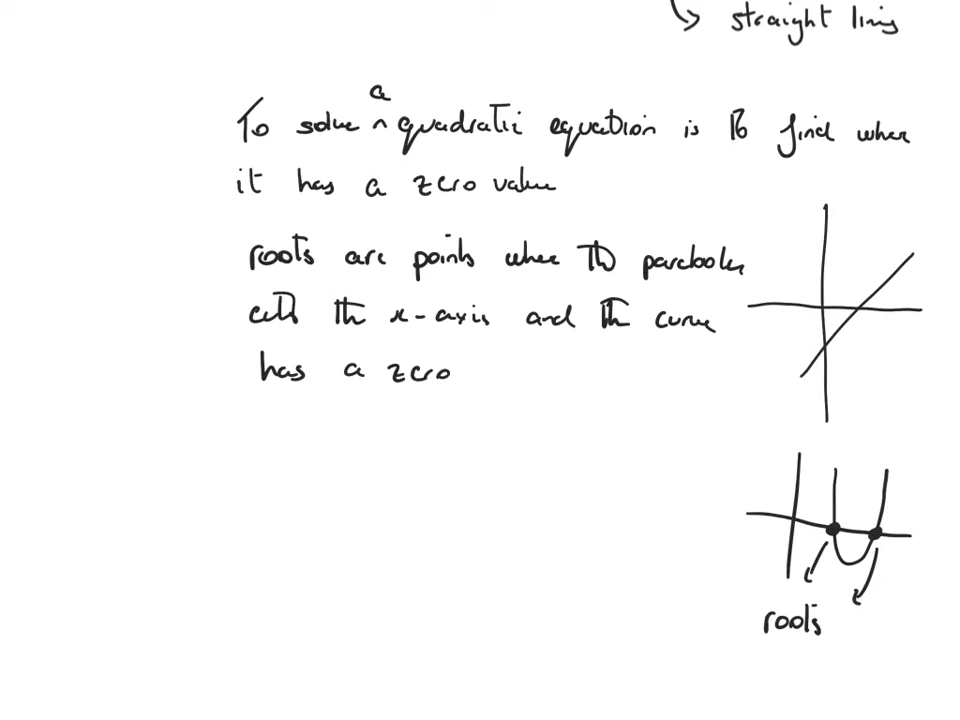 straight line
To solve a quadratic equation is to find where
it has a zero value
roots are points where the parabola
cuts the x-axis and the curve
has a zero
roots